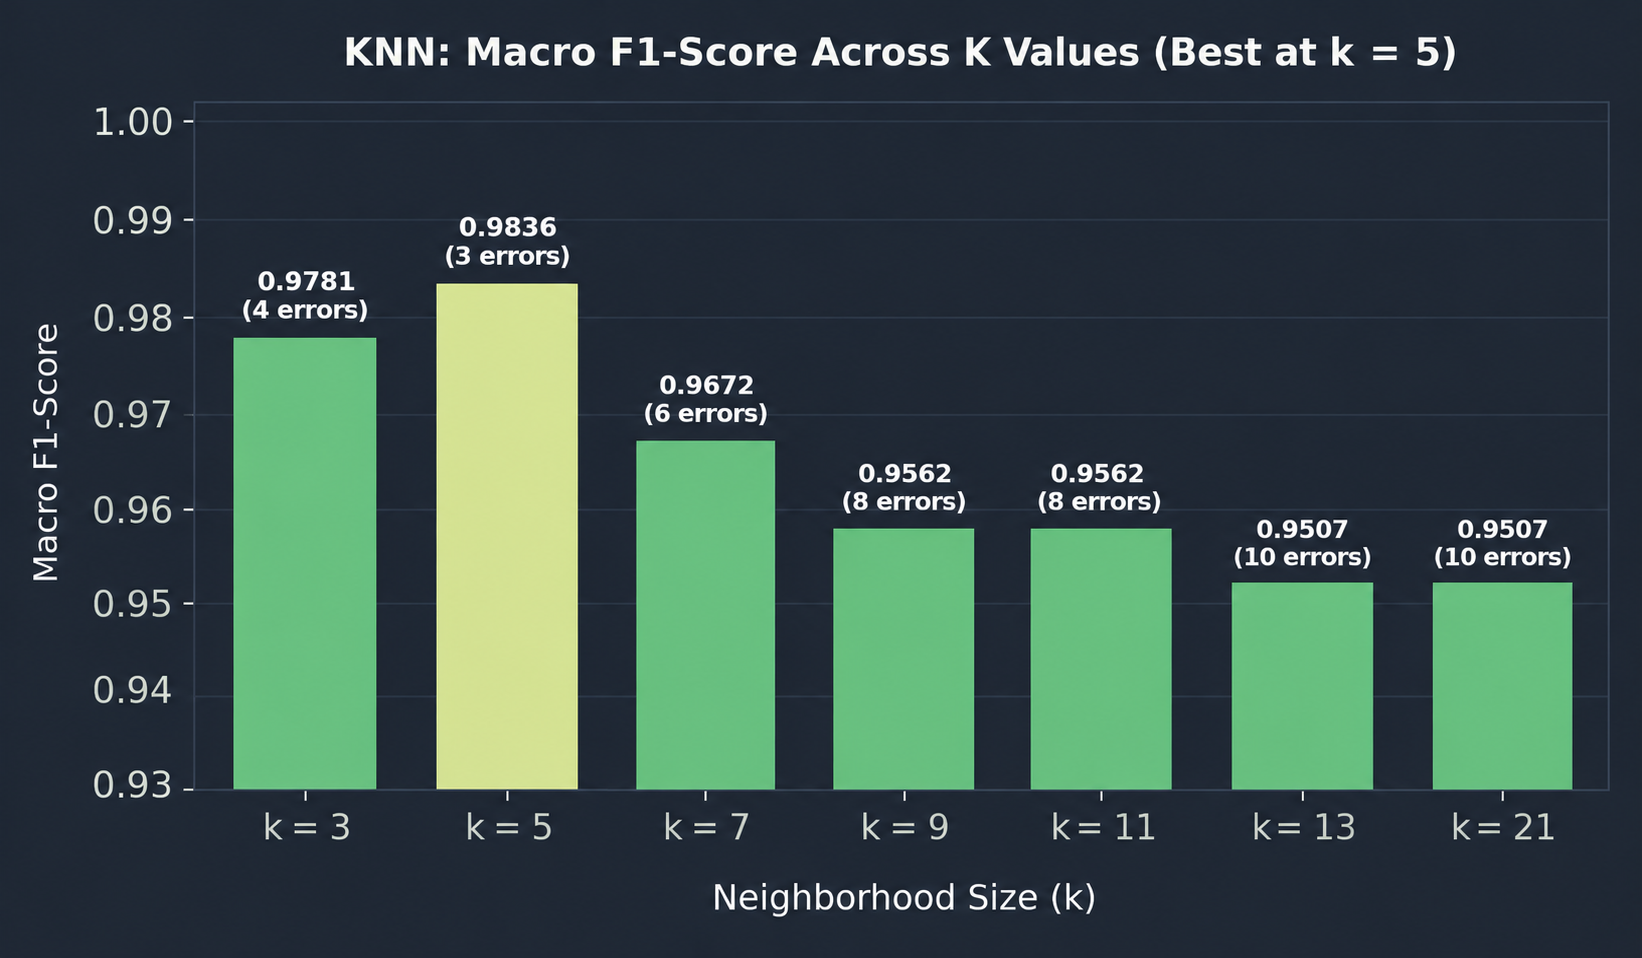 KNN: Macro F1-Score Across K Values (Best at k = 5)
1.00
0.99
0.98
0.97
0.96
0.95
0.94
0.93
Macro F1-Score
0.9781
(4 errors)
0.9836
(3 errors)
0.9672
(6 errors)
0.9562
(8 errors)
0.9562
(8 errors)
0.9507
(10 errors)
0.9507
(10 errors)
k = 3
k = 5
k = 7
k = 9
k = 11
k = 13
k = 21
Neighborhood Size (k)